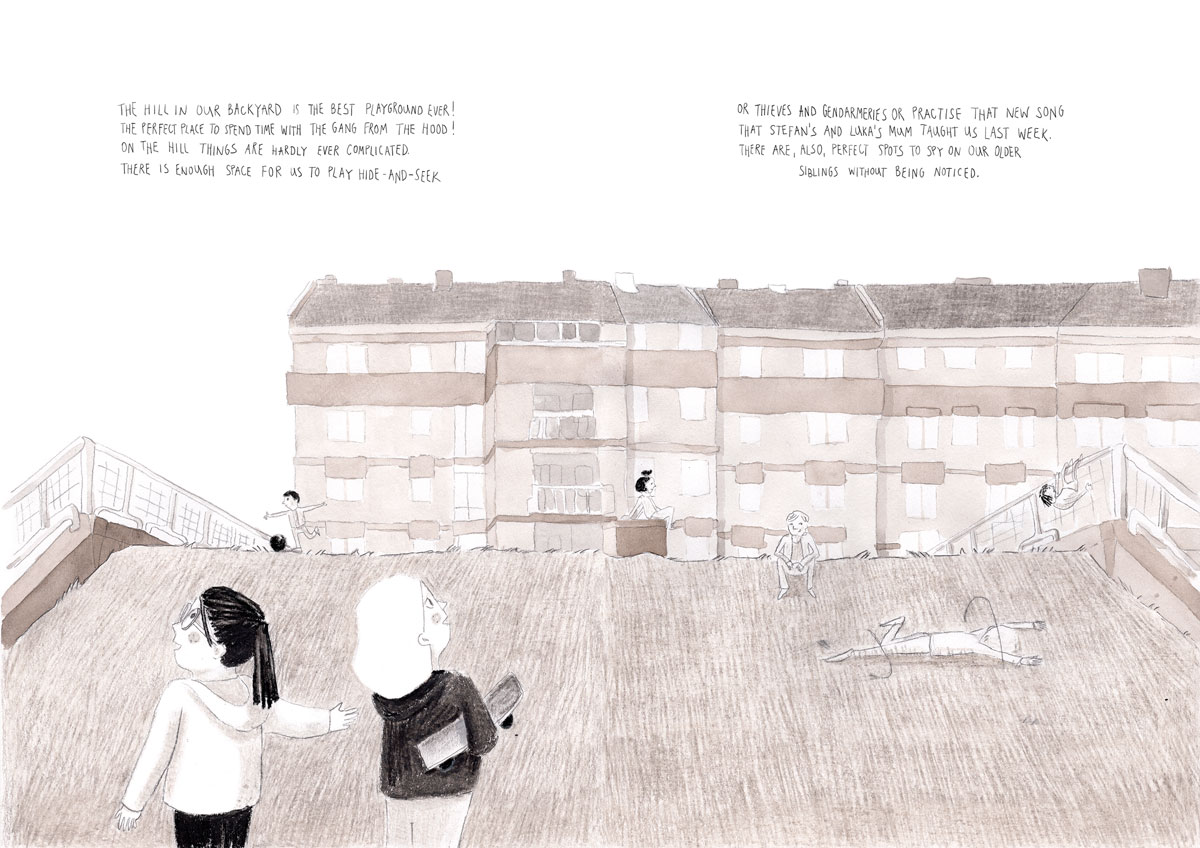 THE HILL IN OUR BACKYARD IS THE BEST PLAYGROUND EVER!
THE PERFECT PLACE TO SPEND TIME WITH THE GANG FROM THE HOOD!
ON THE HILL THINGS ARE HARDLY EVER COMPLICATED.
THERE IS ENOUGH SPACE FOR US TO PLAY HIDE-AND-SEEK
OR THIEVES AND GENDARMERIES OR PRACTISE THAT NEW SONG
THAT STEFAN'S AND LUKA'S MUM TAUGHT US LAST WEEK.
THERE ARE, ALSO, PERFECT SPOTS TO SPY ON OUR OLDER
SIBLINGS WITHOUT BEING NOTICED.